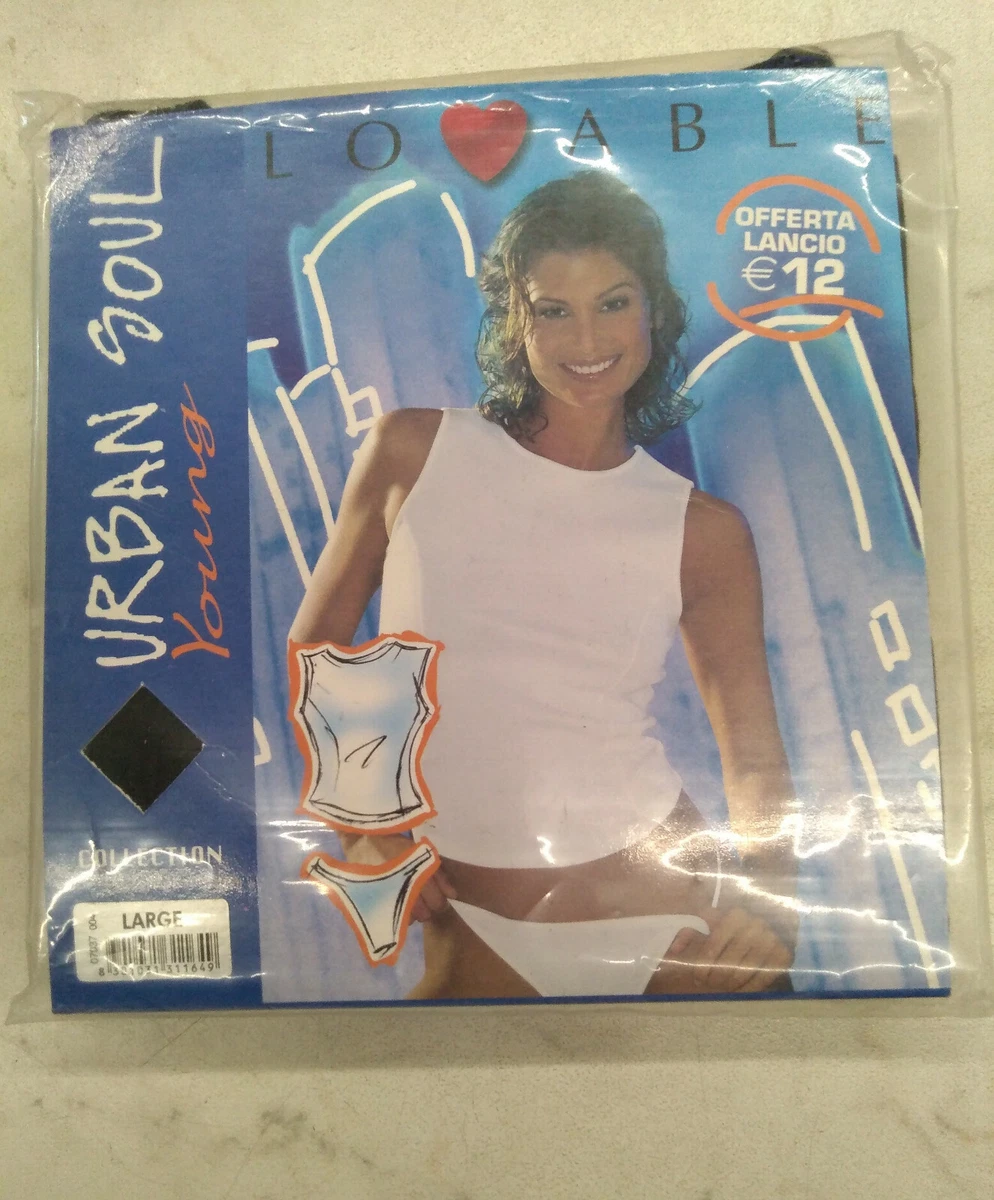 LO ABLE
OFFERTA
LANCIO
€ 12
URBAN SOUL
Young
COLLECTION
LARGE